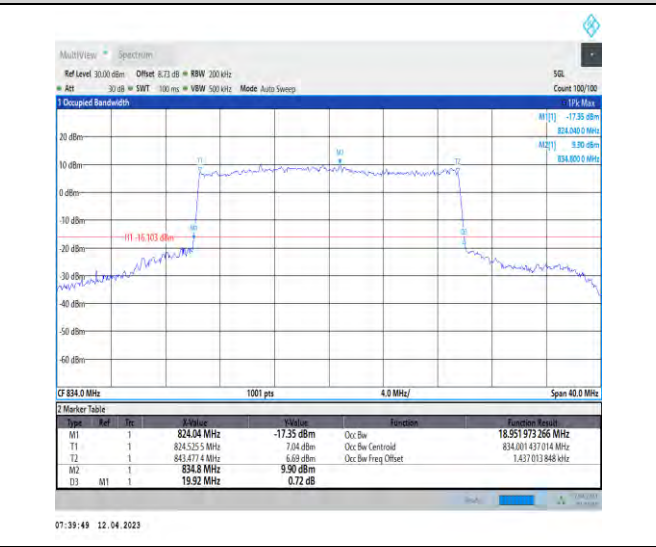 MultiView Spectrum
Ref Level 30.00 dBm Offset 8.73 dB RBW 200 kHz SGL
Att 30 dB SWT 100 ms VBW 500 kHz Mode Auto Sweep Count 100/100
1 Occupied Bandwidth 1Pk Max
M1[1] -17.35 dBm
824.040 0 MHz
M2[1] 9.90 dBm
834.800 0 MHz
20 dBm
10 dBm
0 dBm
-10 dBm
-20 dBm
-30 dBm
-40 dBm
-50 dBm
-60 dBm
T1
T2
H1 -16.103 dBm
CF 834.0 MHz 1001 pts 4.0 MHz/ Span 40.0 MHz
2 Marker Table
Type Ref Trc X-Value Y-Value Function Function Result
M1 1 824.04 MHz -17.35 dBm Occ Bw 18.951 973 266 MHz
T1 1 824.525 5 MHz 7.04 dBm Occ Bw Centroid 834.001 437 014 MHz
T2 1 843.477 4 MHz 6.69 dBm Occ Bw Freq Offset 1.437 013 848 kHz
M2 1 834.8 MHz 9.90 dBm
D3 M1 1 19.92 MHz 0.72 dB
07:39:49 12.04.2023